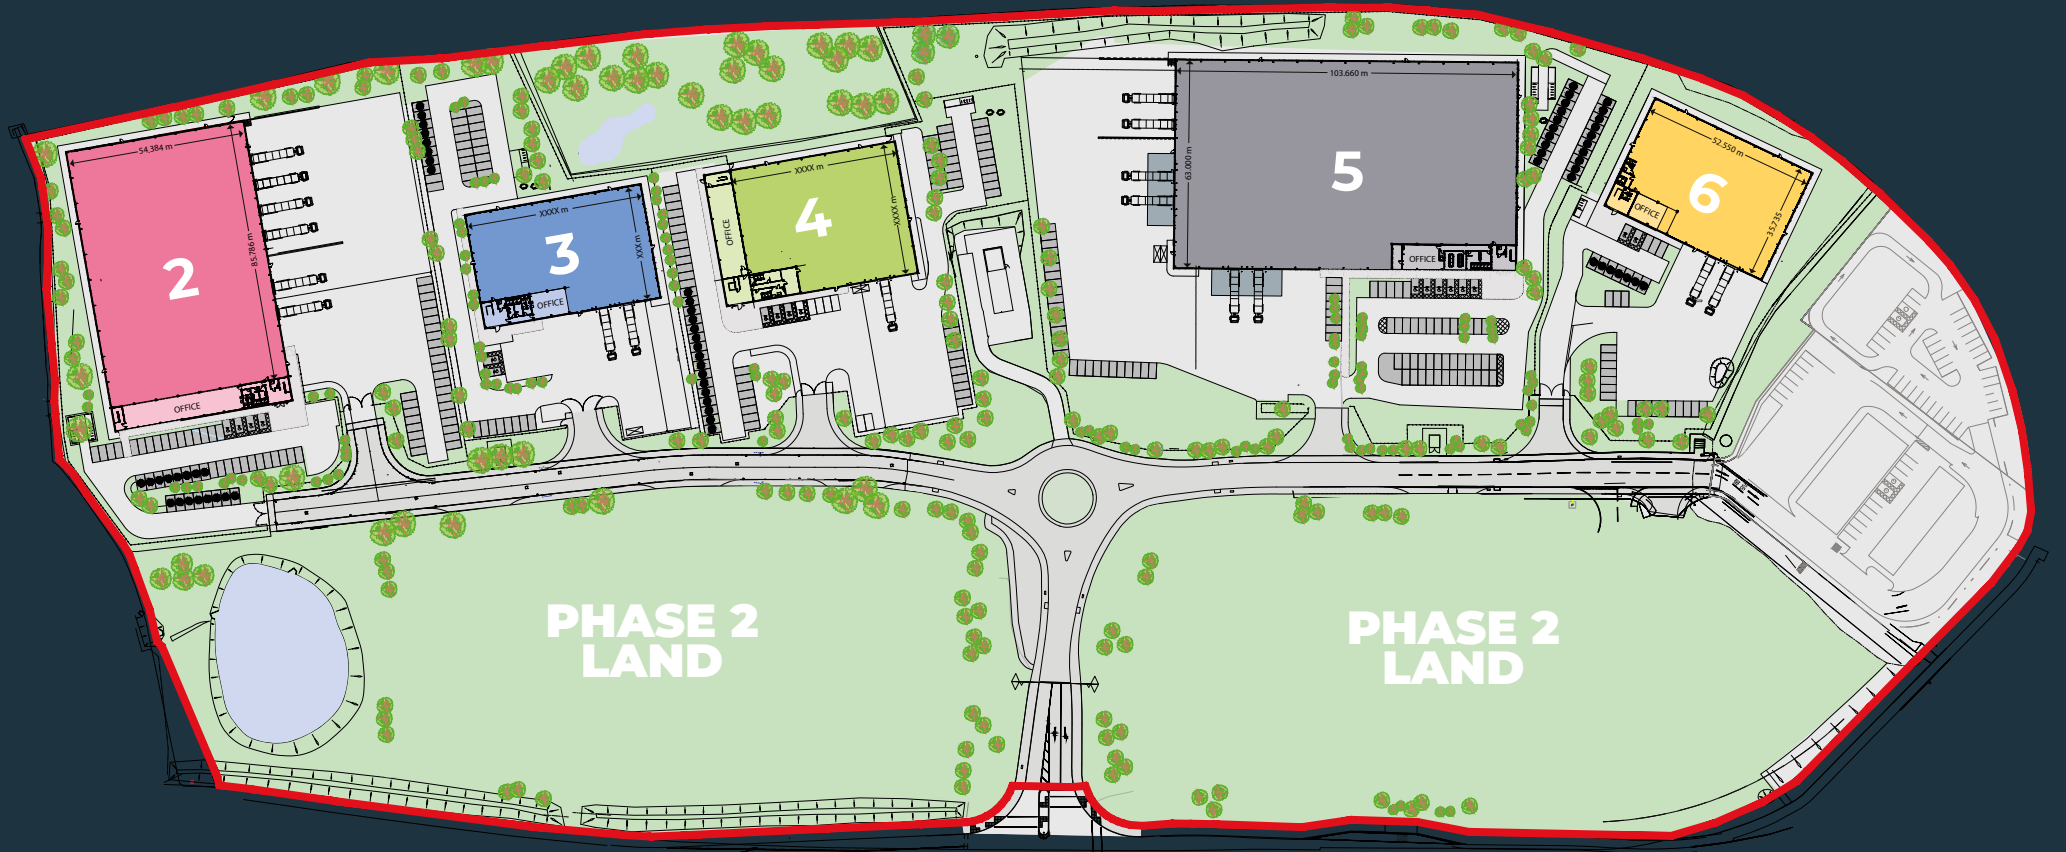 2
54.384 m
85.786 m
OFFICE
3
XXXX m
XXX m
OFFICE
4
XXXX m
XXXX m
OFFICE
5
103.660 m
63.000 m
OFFICE
6
52.550 m
35.735
OFFICE
PHASE 2
LAND
PHASE 2
LAND